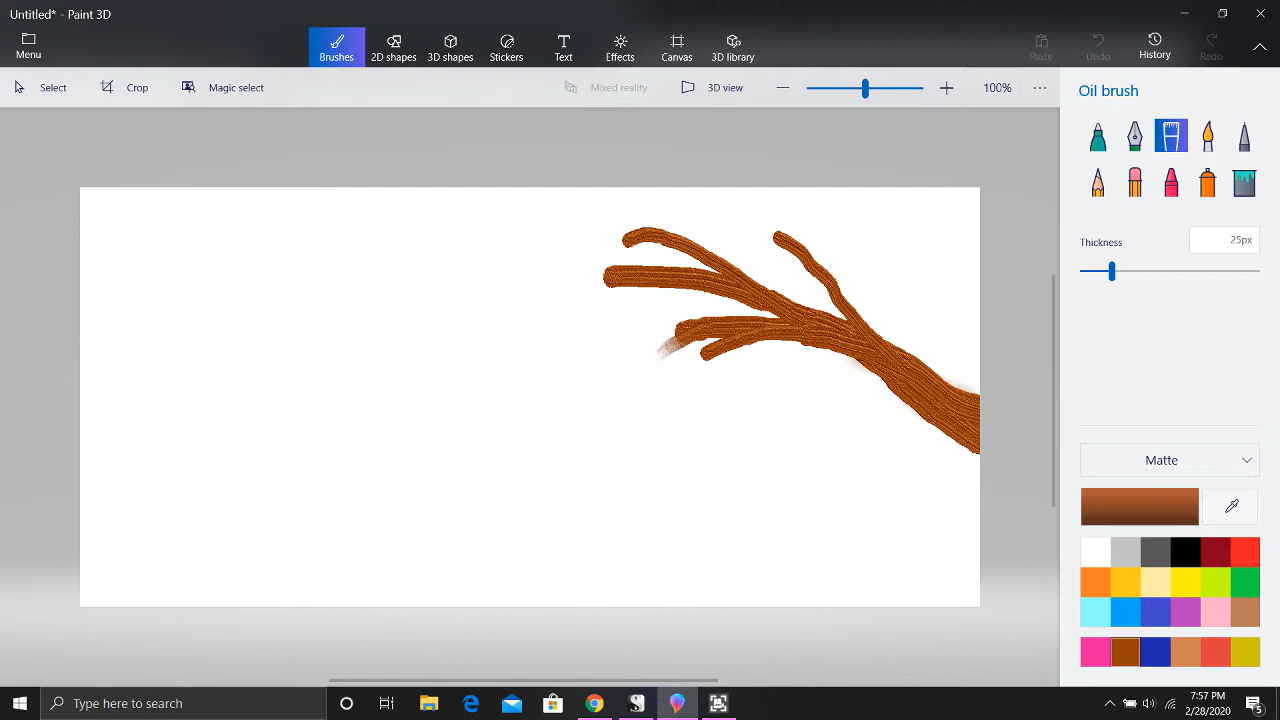 Untitled* - Paint 3D
Menu
Brushes
2D shapes
3D shapes
Stickers
Text
Effects
Canvas
3D library
Paste
Undo
History
Redo
Select
Crop
Magic select
Mixed reality
3D view
100%
Oil brush
Thickness
25px
Matte
Type here to search
7:57 PM
2/28/2020
5